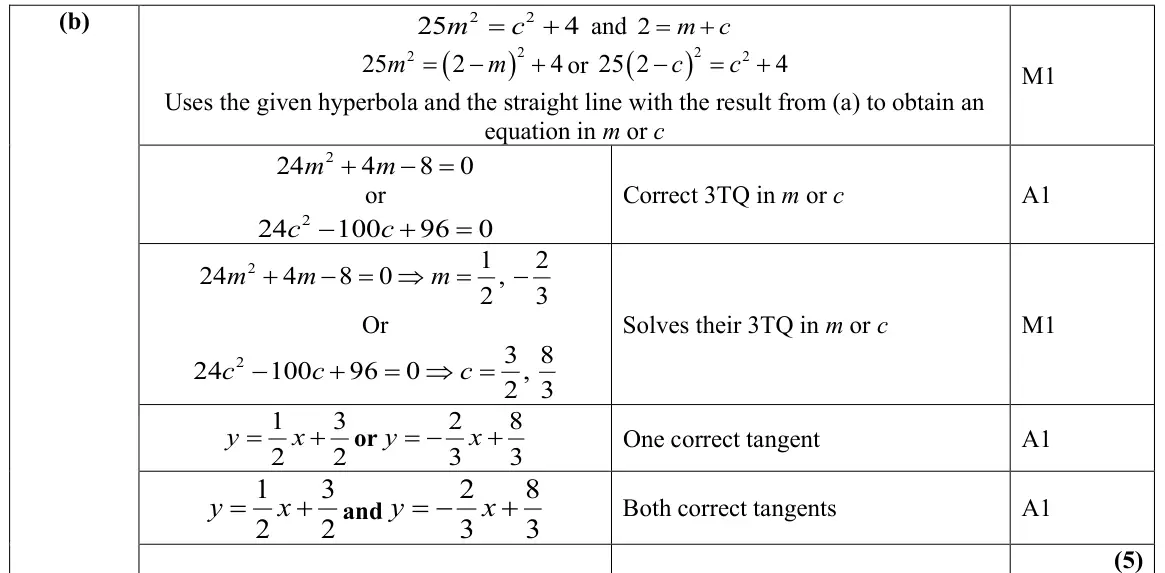 (b)
25m² = c² + 4 and 2 = m + c
25m² = (2 − m)² + 4 or 25(2 − c)² = c² + 4
Uses the given hyperbola and the straight line with the result from (a) to obtain an
equation in m or c
M1
24m² + 4m − 8 = 0
or
24c² − 100c + 96 = 0
Correct 3TQ in m or c
A1
24m² + 4m − 8 = 0 ⇒ m = 1/2, − 2/3
Or
24c² − 100c + 96 = 0 ⇒ c = 3/2, 8/3
Solves their 3TQ in m or c
M1
y = 1/2 x + 3/2 or y = − 2/3 x + 8/3
One correct tangent
A1
y = 1/2 x + 3/2 and y = − 2/3 x + 8/3
Both correct tangents
A1
(5)